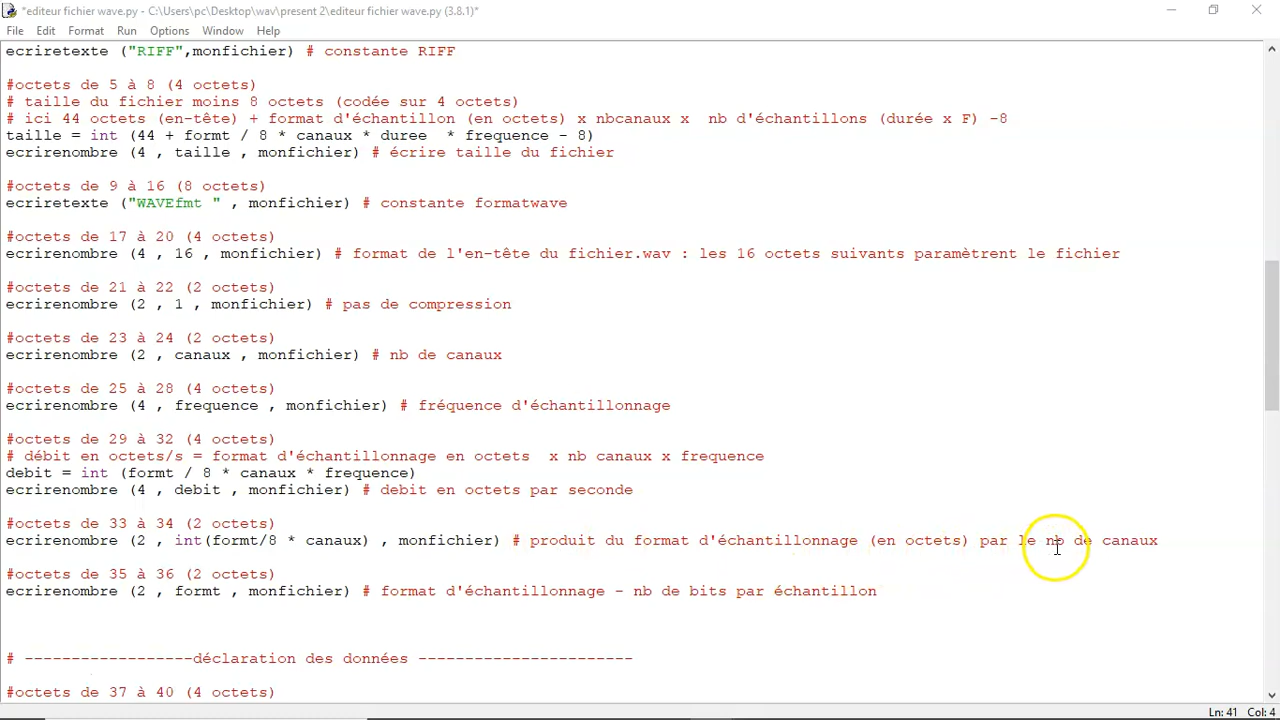 *editeur fichier wave.py - C:\Users\pc\Desktop\wav\present 2\editeur fichier wave.py (3.8.1)*
File Edit Format Run Options Window Help
ecriretexte ("RIFF",monfichier) # constante RIFF
#octets de 5 à 8 (4 octets)
# taille du fichier moins 8 octets (codée sur 4 octets)
# ici 44 octets (en-tête) + format d'échantillon (en octets) x nbcanaux x  nb d'échantillons (durée x F) -8
taille = int (44 + formt / 8 * canaux * duree  * frequence - 8)
ecrirenombre (4 , taille , monfichier) # écrire taille du fichier
#octets de 9 à 16 (8 octets)
ecriretexte ("WAVEfmt " , monfichier) # constante formatwave
#octets de 17 à 20 (4 octets)
ecrirenombre (4 , 16 , monfichier) # format de l'en-tête du fichier.wav : les 16 octets suivants paramètrent le fichier
#octets de 21 à 22 (2 octets)
ecrirenombre (2 , 1 , monfichier) # pas de compression
#octets de 23 à 24 (2 octets)
ecrirenombre (2 , canaux , monfichier) # nb de canaux
#octets de 25 à 28 (4 octets)
ecrirenombre (4 , frequence , monfichier) # fréquence d'échantillonnage
#octets de 29 à 32 (4 octets)
# débit en octets/s = format d'échantillonnage en octets  x nb canaux x frequence
debit = int (formt / 8 * canaux * frequence)
ecrirenombre (4 , debit , monfichier) # debit en octets par seconde
#octets de 33 à 34 (2 octets)
ecrirenombre (2 , int(formt/8 * canaux) , monfichier) # produit du format d'échantillonnage (en octets) par le nb de canaux
#octets de 35 à 36 (2 octets)
ecrirenombre (2 , formt , monfichier) # format d'échantillonnage - nb de bits par échantillon
# ------------------déclaration des données -----------------------
#octets de 37 à 40 (4 octets)
Ln: 41 Col: 4